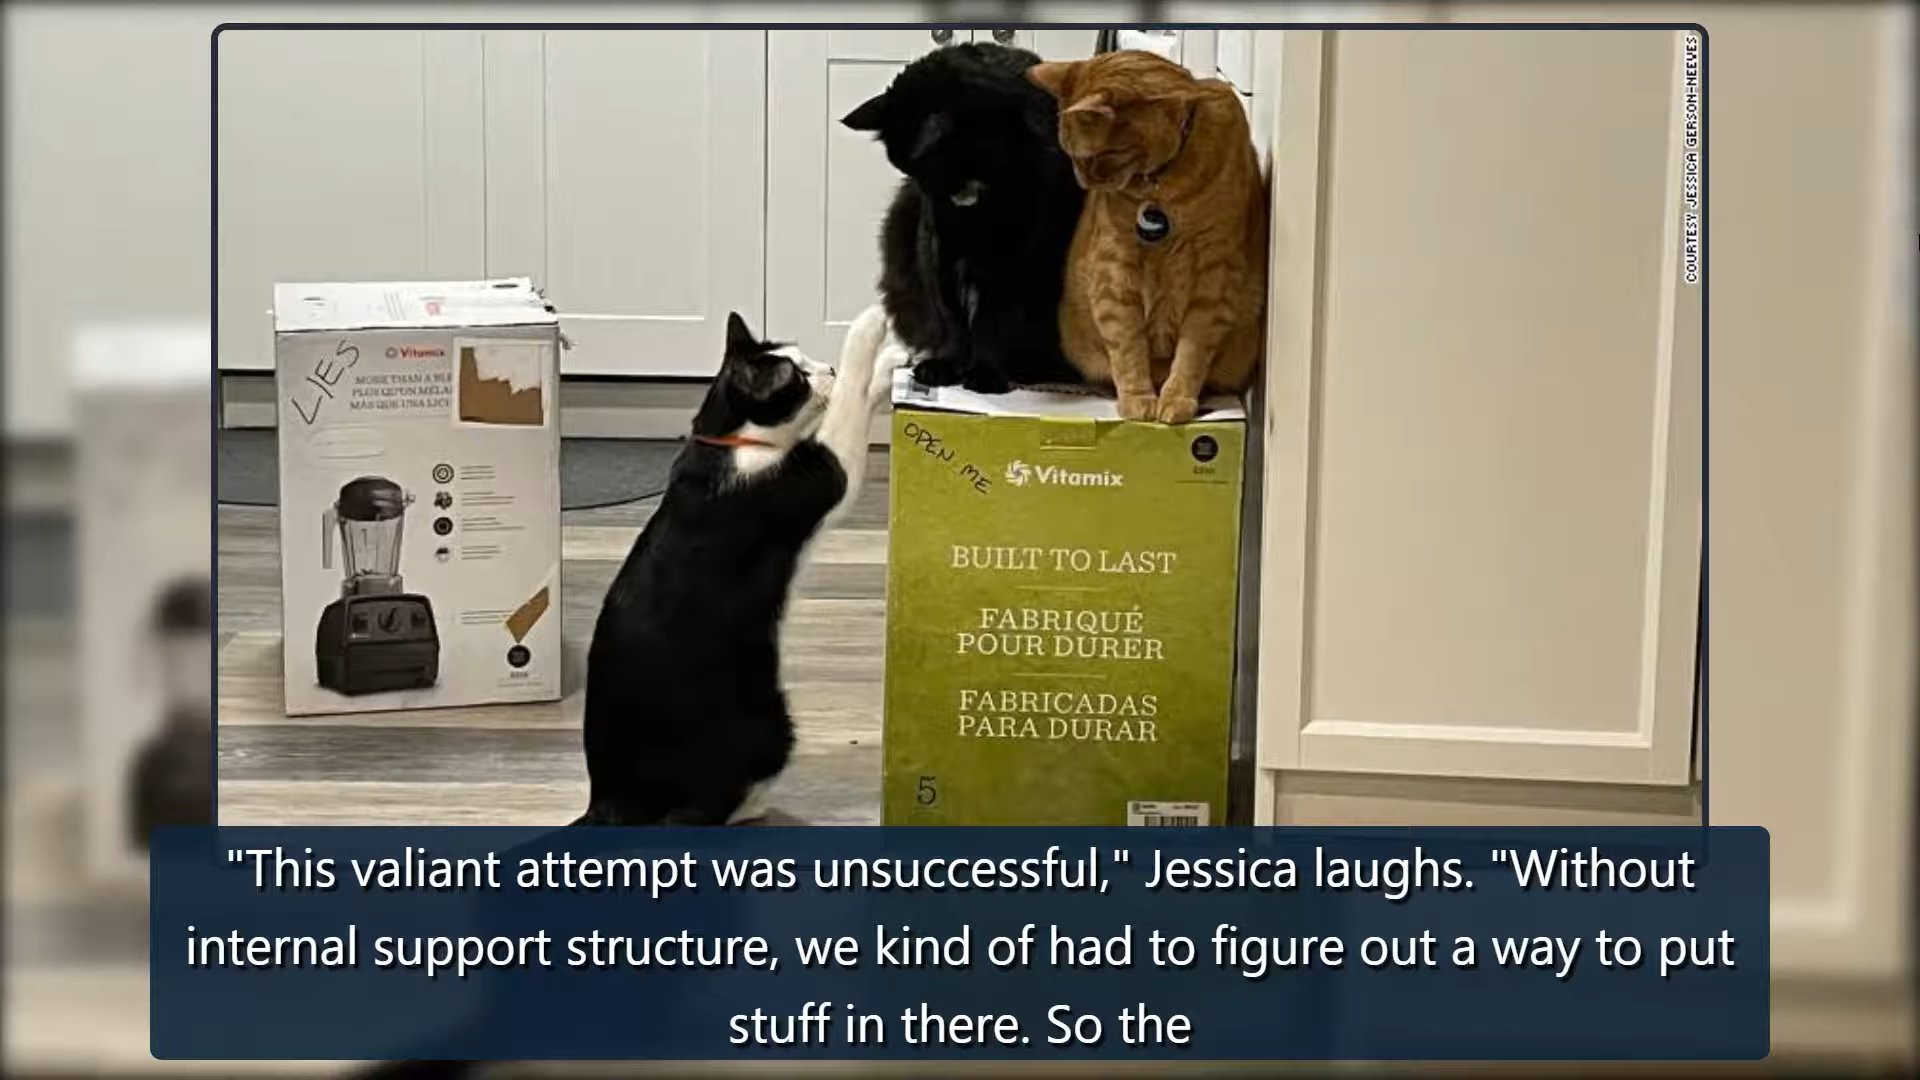 COURTESY JESSICA GERSON-NEEVES
LIES
Vitamix
OPEN ME
Vitamix
BUILT TO LAST
FABRIQUÉ
POUR DURER
FABRICADAS
PARA DURAR
5
"This valiant attempt was unsuccessful," Jessica laughs. "Without
internal support structure, we kind of had to figure out a way to put
stuff in there. So the